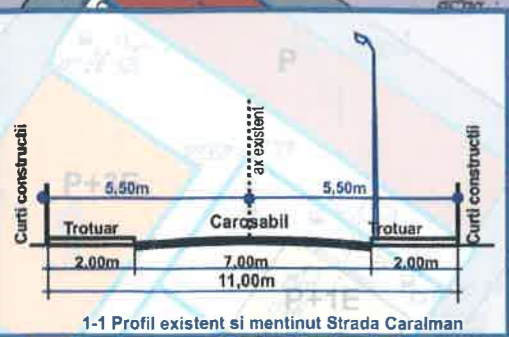 P
ax existent
Curti constructii
Curti constructii
P+2E
5,50m
5,50m
Trotuar
Carosabil
Trotuar
2,00m
7,00m
2,00m
11,00m
P+1E
1-1 Profil existent si mentinut Strada Caralman